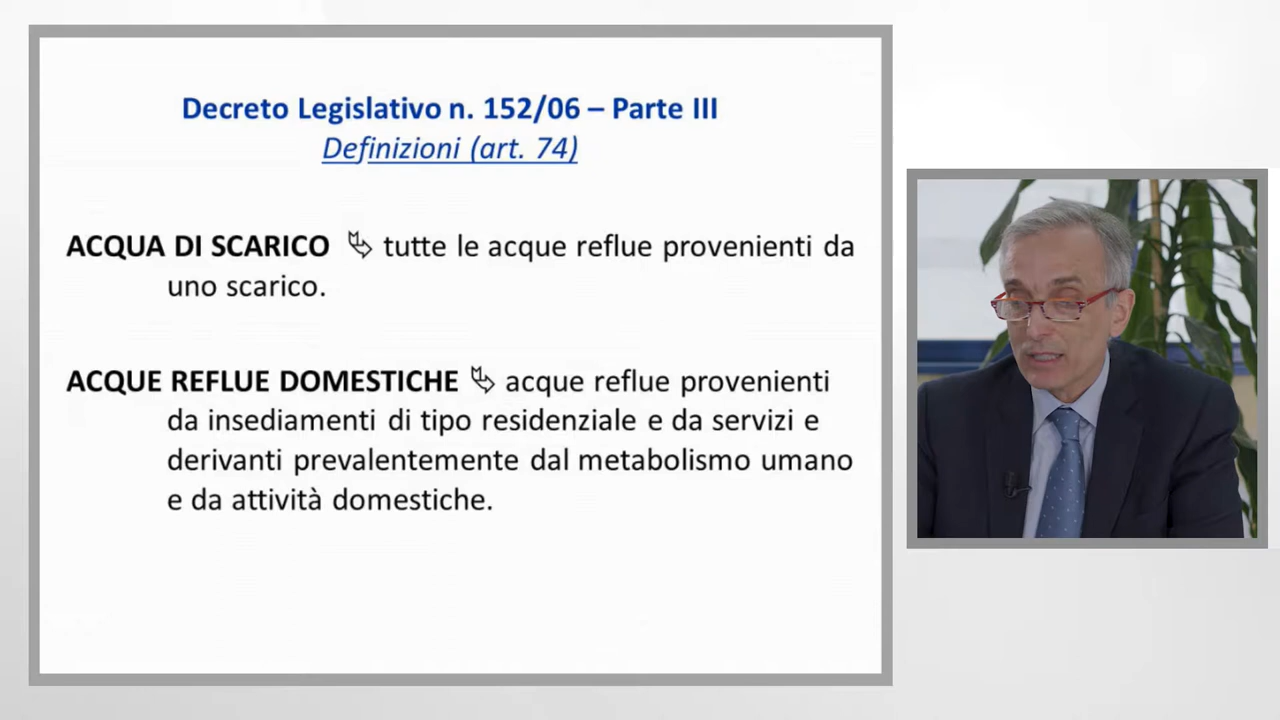 Decreto Legislativo n. 152/06 – Parte III
Definizioni (art. 74)
ACQUA DI SCARICO tutte le acque reflue provenienti da
uno scarico.
ACQUE REFLUE DOMESTICHE acque reflue provenienti
da insediamenti di tipo residenziale e da servizi e
derivanti prevalentemente dal metabolismo umano
e da attività domestiche.